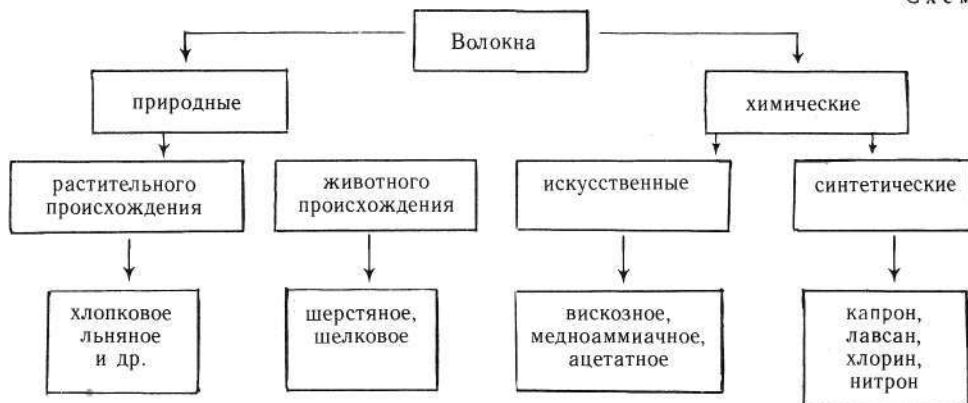 Схем
Волокна
природные
химические
растительного
происхождения
животного
происхождения
искусственные
синтетические
хлопковое
льняное
и др.
шерстяное,
шелковое
вискозное,
медноаммиачное,
ацетатное
капрон,
лавсан,
хлорин,
нитрон